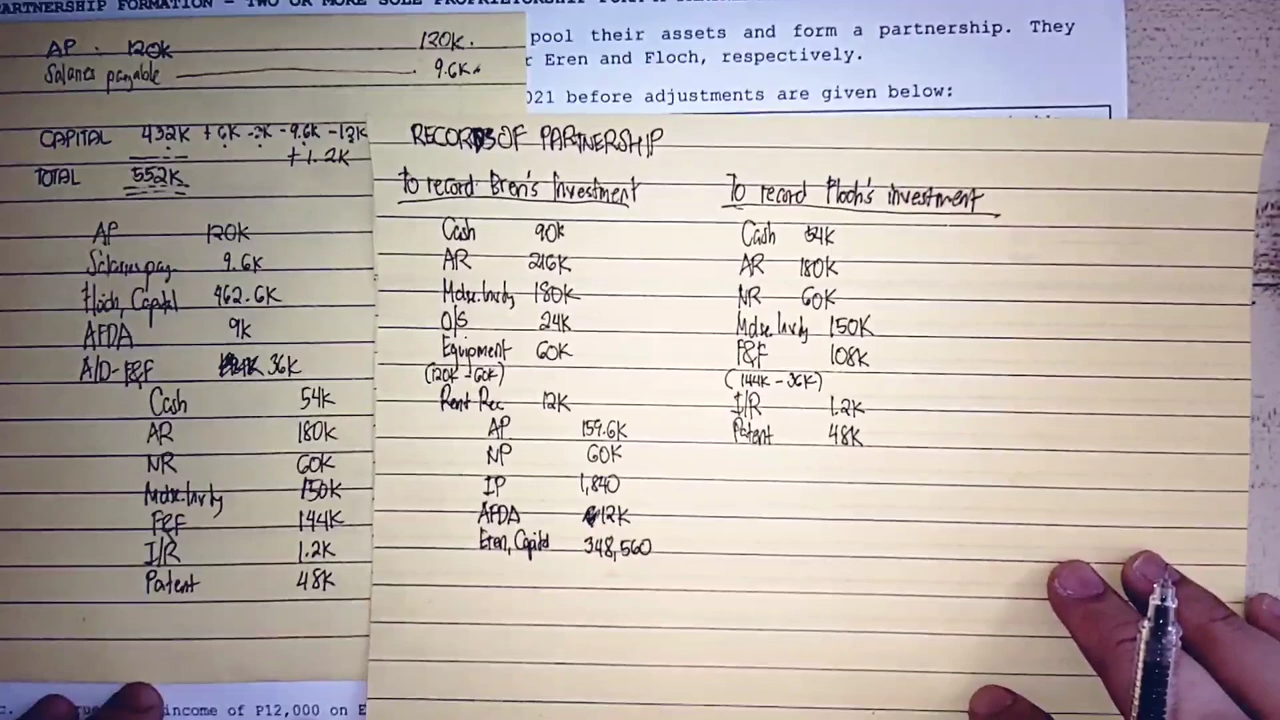 PARTNERSHIP FORMATION – TWO OR MORE SOLE PROPRIETORSHIP FORM A
pool their assets and form a partnership. They
r Eren and Floch, respectively.
021 before adjustments are given below:
AP 120K 120K.
Salaries payable 9.6K
CAPITAL 432K +6K -3K -9.6K
+1.2K
TOTAL 552K
AP 120K
Salaries pay. 9.6K
Floch, Capital 462.6K
AFDA 9K
A/D-F&F 36K
Cash 54K
AR 180K
NR 60K
Mdse. Invty 150K
F&F 144K
I/R 1.2K
Patent 48K
RECORDS OF PARTNERSHIP
To record Eren's Investment
Cash 90K
AR 216K
Mdse. Invty 180K
O/S 24K
Equipment 60K
(120K - 60K)
Rent Rec 12K
AP 159.6K
NP 60K
IP 1,840
AFDA 12K
Eren, Capital 348,560
To record Floch's investment
Cash 54K
AR 180K
NR 60K
Mdse. Invty 150K
F&F 108K
(144K - 36K)
I/R 1.2K
Patent 48K
c. income of P12,000 on E